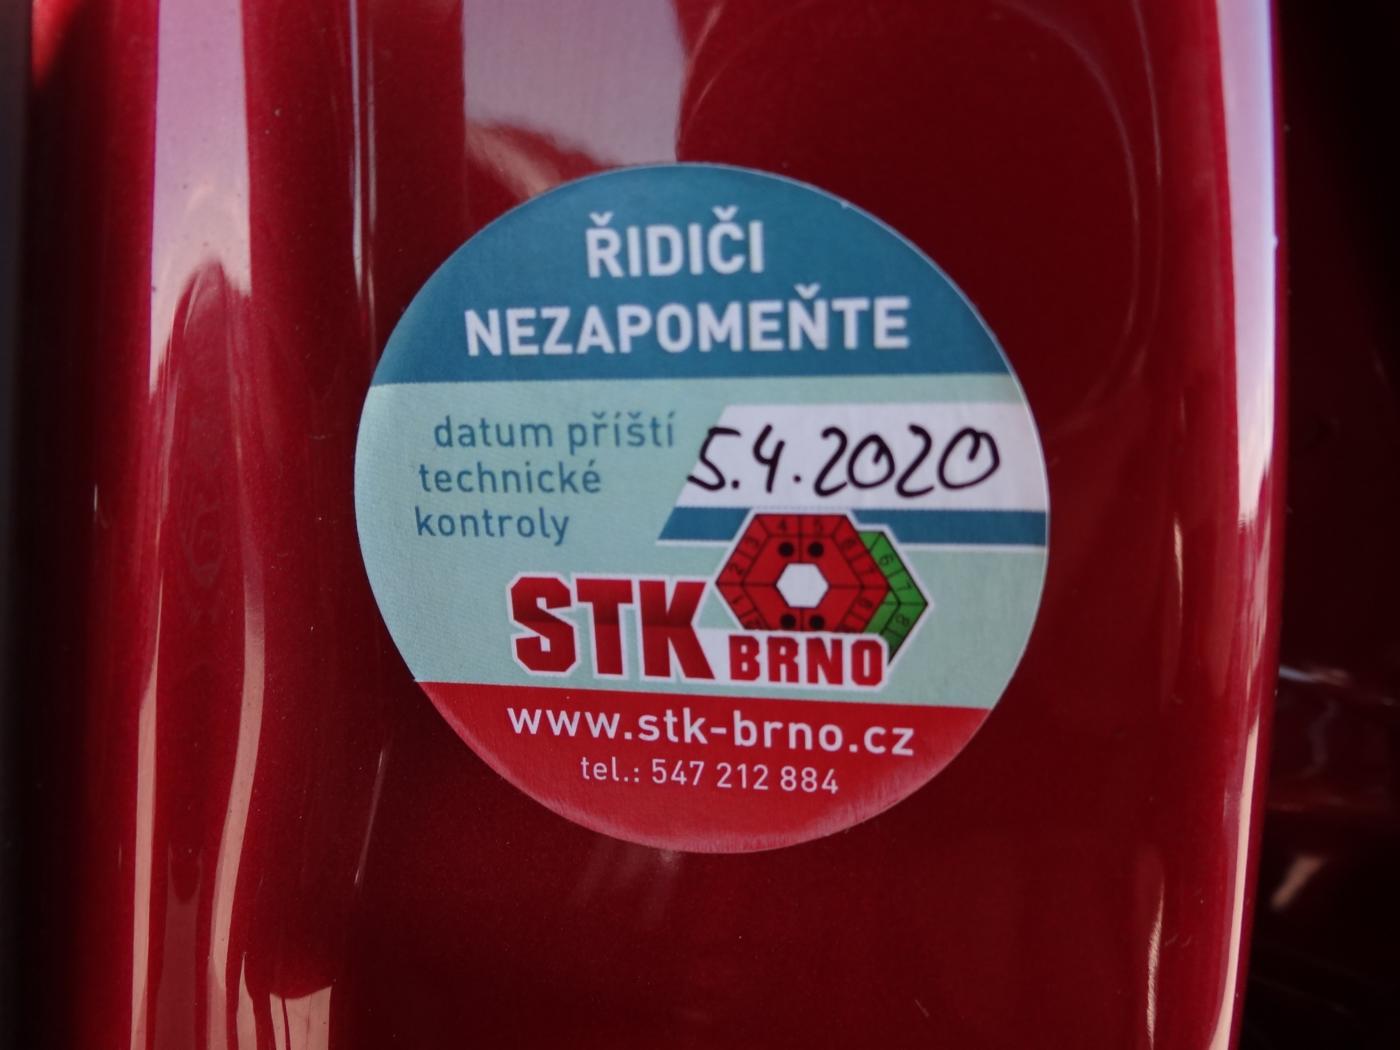 ŘIDIČI
NEZAPOMEŇTE
datum příští
technické
kontroly
5.4.2020
STK
BRNO
www.stk-brno.cz
tel.: 547 212 884